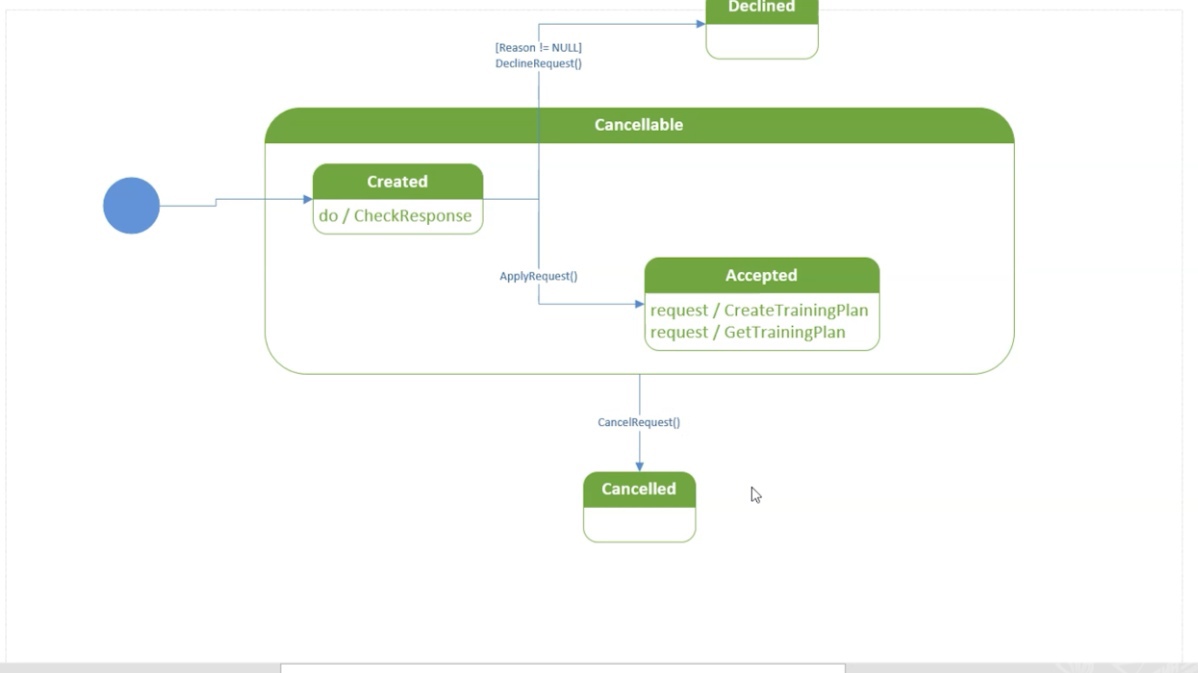 Declined
[Reason != NULL]
DeclineRequest()
Cancellable
Created
do / CheckResponse
ApplyRequest()
Accepted
request / CreateTrainingPlan
request / GetTrainingPlan
CancelRequest()
Cancelled